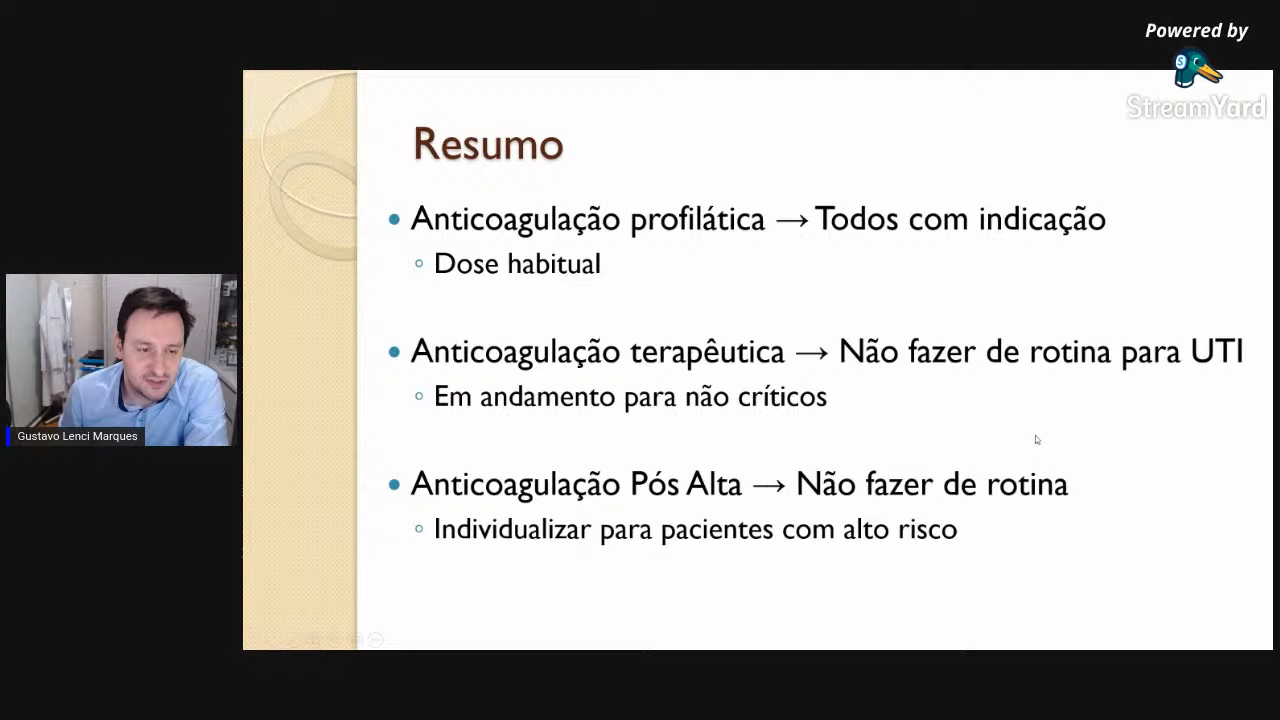 Powered by
StreamYard
Resumo
• Anticoagulação profilática → Todos com indicação
◦ Dose habitual
• Anticoagulação terapêutica → Não fazer de rotina para UTI
◦ Em andamento para não críticos
• Anticoagulação Pós Alta → Não fazer de rotina
◦ Individualizar para pacientes com alto risco
Gustavo Lenci Marques